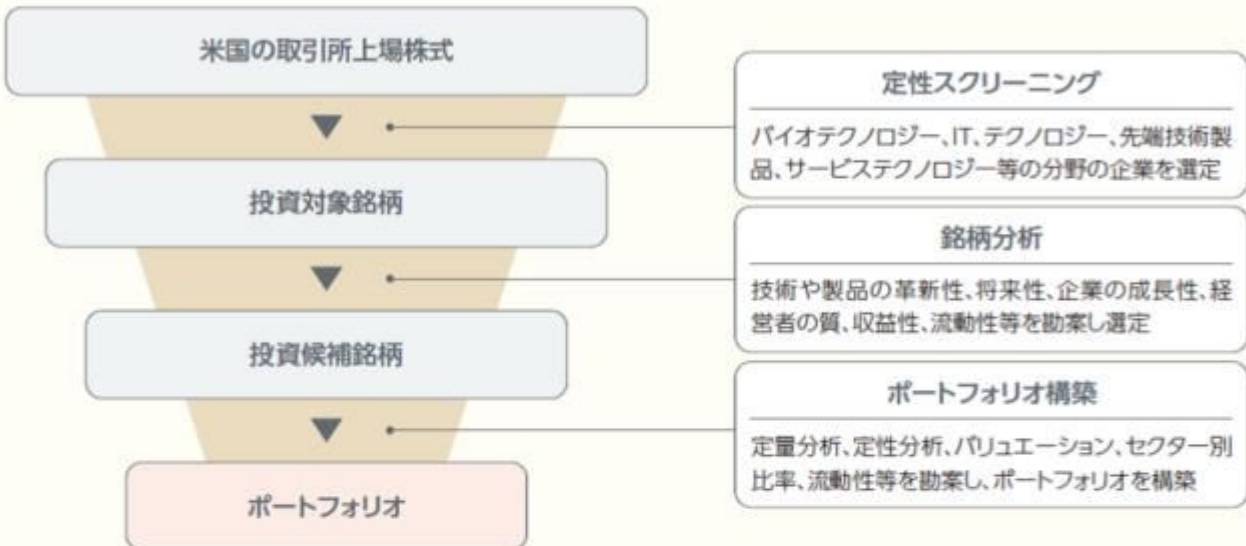 米国の取引所上場株式
定性スクリーニング
バイオテクノロジー、IT、テクノロジー、先端技術製
品、サービステクノロジー等の分野の企業を選定
投資対象銘柄
銘柄分析
技術や製品の革新性、将来性、企業の成長性、経
営者の質、収益性、流動性等を勘案し選定
投資候補銘柄
ポートフォリオ構築
定量分析、定性分析、バリュエーション、セクター別
比率、流動性等を勘案し、ポートフォリオを構築
ポートフォリオ